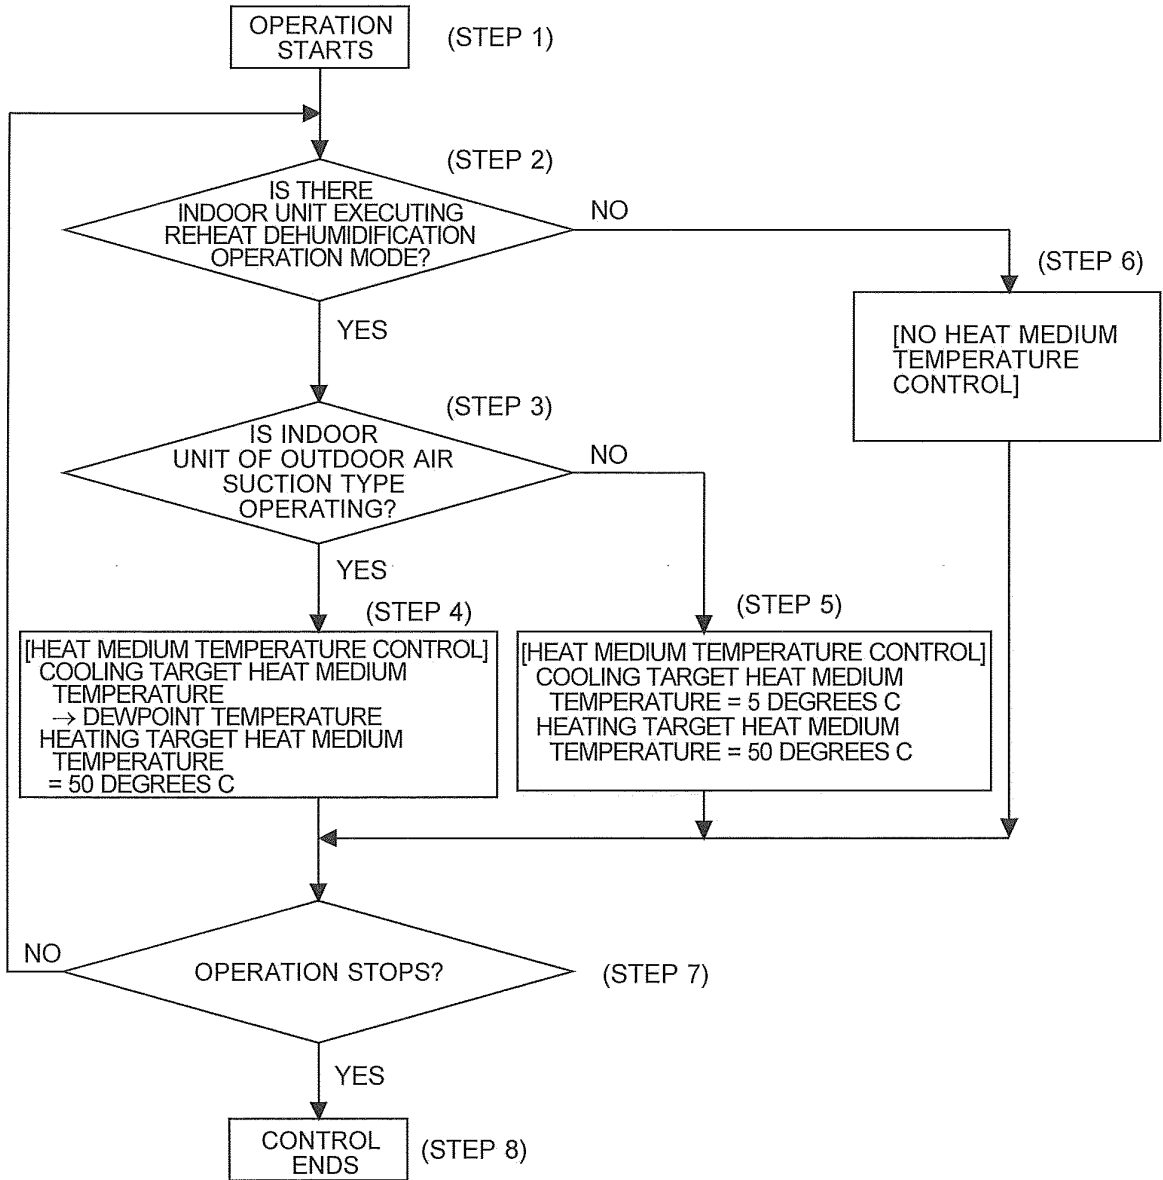 OPERATION
STARTS
(STEP 1)
(STEP 2)
IS THERE
INDOOR UNIT EXECUTING
REHEAT DEHUMIDIFICATION
OPERATION MODE?
NO
YES
(STEP 6)
[NO HEAT MEDIUM
TEMPERATURE
CONTROL]
(STEP 3)
IS INDOOR
UNIT OF OUTDOOR AIR
SUCTION TYPE
OPERATING?
NO
YES
(STEP 4)
[HEAT MEDIUM TEMPERATURE CONTROL]
COOLING TARGET HEAT MEDIUM
TEMPERATURE
→ DEWPOINT TEMPERATURE
HEATING TARGET HEAT MEDIUM
TEMPERATURE
= 50 DEGREES C
(STEP 5)
[HEAT MEDIUM TEMPERATURE CONTROL]
COOLING TARGET HEAT MEDIUM
TEMPERATURE = 5 DEGREES C
HEATING TARGET HEAT MEDIUM
TEMPERATURE = 50 DEGREES C
NO
OPERATION STOPS?
(STEP 7)
YES
CONTROL
ENDS
(STEP 8)